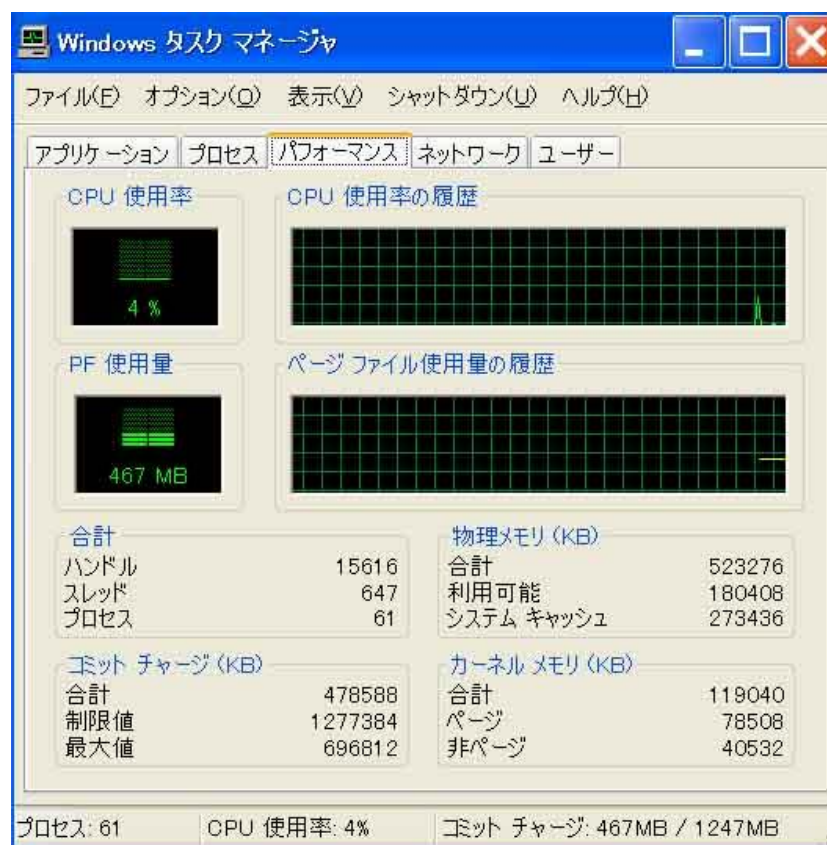 Windows タスク マネージャ
ファイル(F) オプション(O) 表示(V) シャットダウン(U) ヘルプ(H)
アプリケーション プロセス パフォーマンス ネットワーク ユーザー
CPU 使用率
4 %
CPU 使用率の履歴
PF 使用量
467 MB
ページ ファイル使用量の履歴
合計
ハンドル 15616
スレッド 647
プロセス 61
物理メモリ (KB)
合計 523276
利用可能 180408
システム キャッシュ 273436
コミット チャージ (KB)
合計 478588
制限値 1277384
最大値 696812
カーネル メモリ (KB)
合計 119040
ページ 78508
非ページ 40532
プロセス: 61 CPU 使用率: 4% コミット チャージ: 467MB / 1247MB